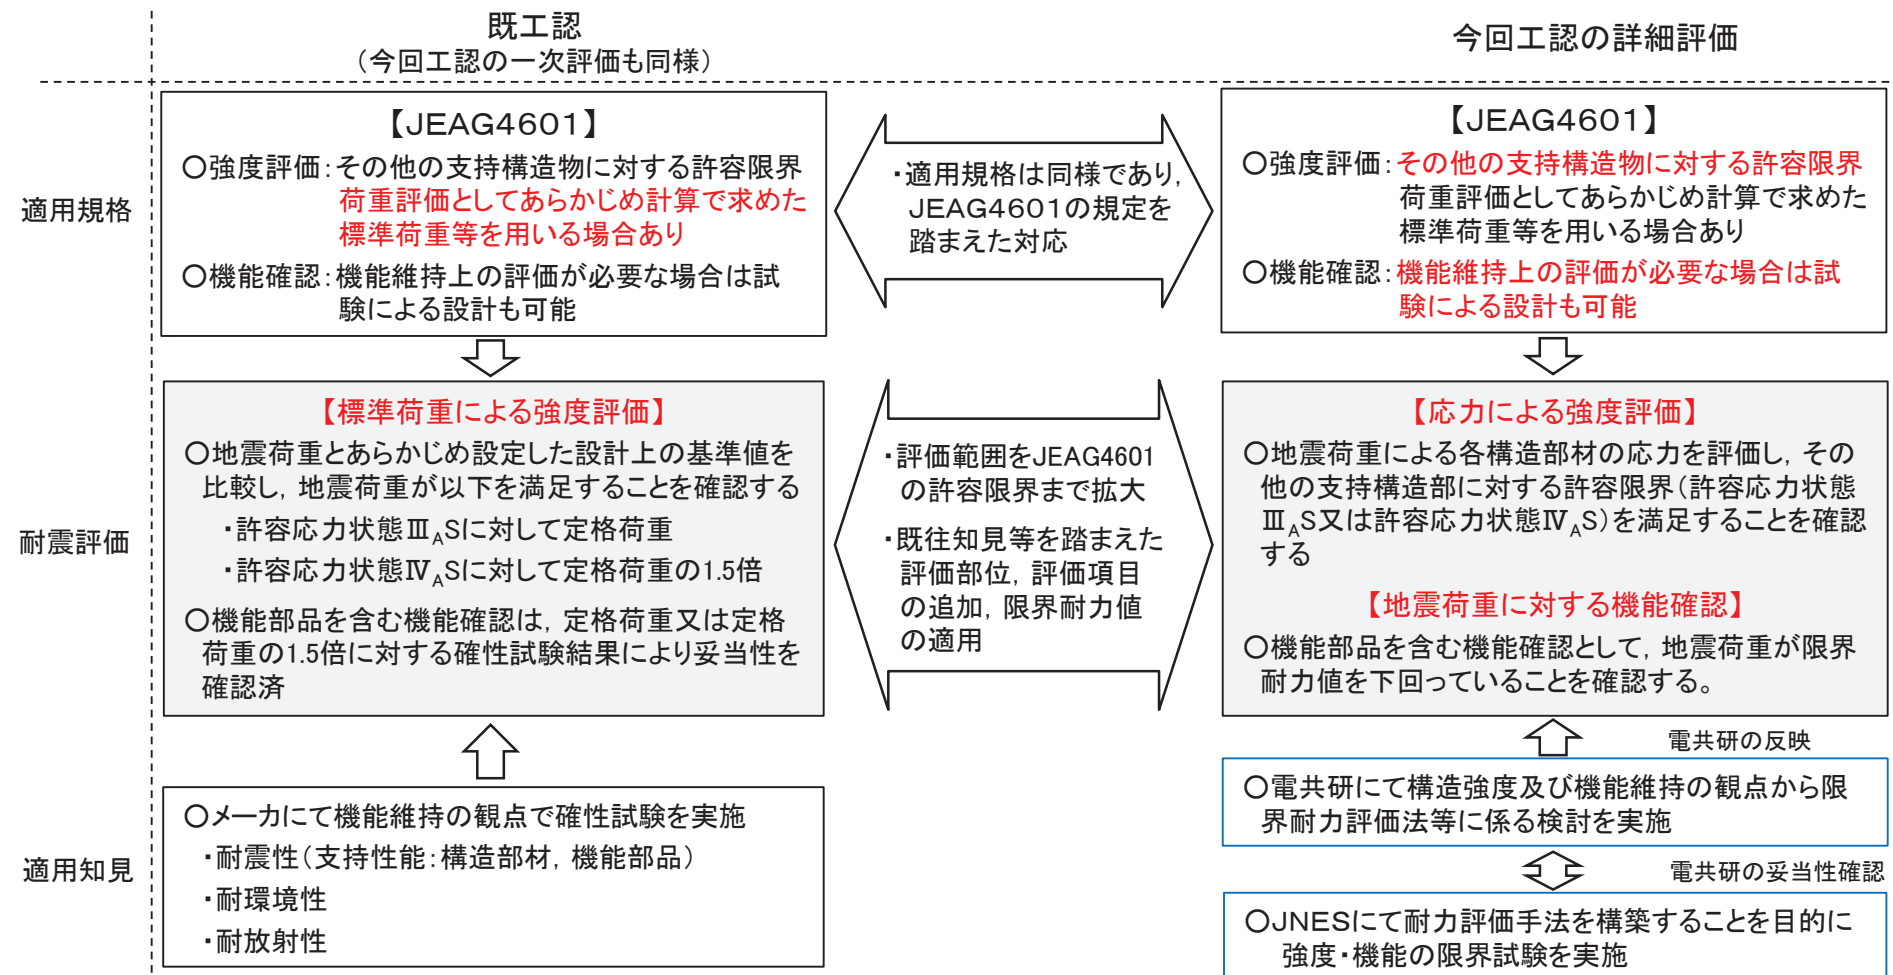 既工認
（今回工認の一次評価も同様）
今回工認の詳細評価
適用規格
【JEAG4601】
○強度評価：その他の支持構造物に対する許容限界
荷重評価としてあらかじめ計算で求めた
標準荷重等を用いる場合あり
○機能確認：機能維持上の評価が必要な場合は試
験による設計も可能
・適用規格は同様であり，
JEAG4601の規定を
踏まえた対応
【JEAG4601】
○強度評価：その他の支持構造物に対する許容限界
荷重評価としてあらかじめ計算で求めた
標準荷重等を用いる場合あり
○機能確認：機能維持上の評価が必要な場合は試
験による設計も可能
耐震評価
【標準荷重による強度評価】
○地震荷重とあらかじめ設定した設計上の基準値を
比較し，地震荷重が以下を満足することを確認する
・許容応力状態ⅢASに対して定格荷重
・許容応力状態ⅣASに対して定格荷重の1.5倍
○機能部品を含む機能確認は，定格荷重又は定格
荷重の1.5倍に対する確性試験結果により妥当性を
確認済
・評価範囲をJEAG4601
の許容限界まで拡大
・既往知見等を踏まえた
評価部位，評価項目
の追加，限界耐力値
の適用
【応力による強度評価】
○地震荷重による各構造部材の応力を評価し，その
他の支持構造部に対する許容限界（許容応力状態
ⅢAS又は許容応力状態ⅣAS）を満足することを確認
する
【地震荷重に対する機能確認】
○機能部品を含む機能確認として，地震荷重が限界
耐力値を下回っていることを確認する。
適用知見
○メーカにて機能維持の観点で確性試験を実施
・耐震性（支持性能：構造部材，機能部品）
・耐環境性
・耐放射性
電共研の反映
○電共研にて構造強度及び機能維持の観点から限
界耐力評価法等に係る検討を実施
電共研の妥当性確認
○JNESにて耐力評価手法を構築することを目的に
強度・機能の限界試験を実施